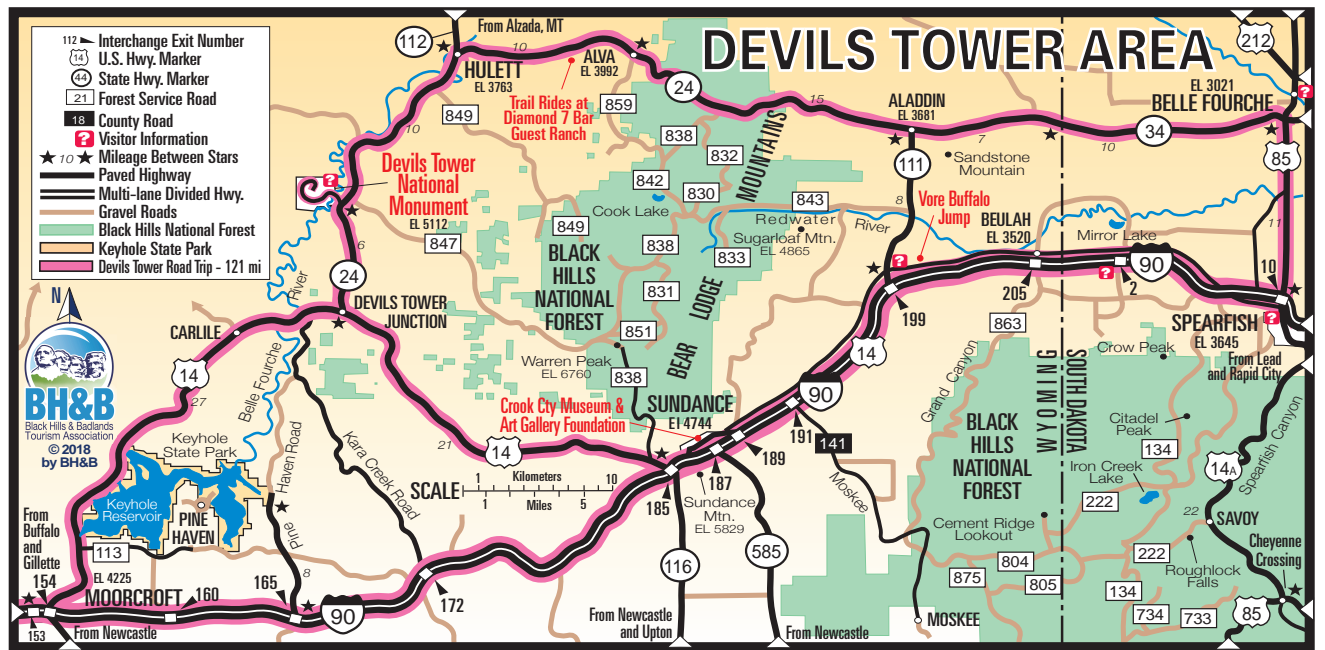 DEVILS TOWER AREA
112 Interchange Exit Number
14 U.S. Hwy. Marker
44 State Hwy. Marker
21 Forest Service Road
18 County Road
? Visitor Information
★ 10 ★ Mileage Between Stars
Paved Highway
Multi-lane Divided Hwy.
Gravel Roads
Black Hills National Forest
Keyhole State Park
Devils Tower Road Trip - 121 mi
N
BH&B
Black Hills & Badlands
Tourism Association
© 2018
by BH&B
From Alzada, MT
112
10
HULETT
EL 3763
ALVA
EL 3992
Trail Rides at
Diamond 7 Bar
Guest Ranch
24
15
ALADDIN
EL 3681
7
10
34
212
EL 3021
BELLE FOURCHE
?
85
11
10
849
859
838
832
842
830
MOUNTAINS
111
Sandstone
Mountain
8
?
Devils Tower
National
Monument
EL 5112
847
6
24
849
Cook Lake
BLACK
HILLS
NATIONAL
FOREST
838
833
831
851
838
843
Redwater
River
Sugarloaf Mtn.
EL 4865
Vore Buffalo
Jump
?
BEULAH
EL 3520
Mirror Lake
?
205
2
90
10
199
14
SPEARFISH
EL 3645
?
From Lead
and Rapid City
BEAR
LODGE
River
Belle Fourche
DEVILS TOWER
JUNCTION
CARLILE
14
27
Warren Peak
EL 6760
Crook Cty Museum &
Art Gallery Foundation
SUNDANCE
El 4744
90
191
189
187
185
141
Moskee
863
Grand Canyon
WYOMING
SOUTH DAKOTA
Crow Peak
Citadel
Peak
134
Iron Creek
Lake
222
14A
Spearfish Canyon
22
SAVOY
Cheyenne
Crossing
BLACK
HILLS
NATIONAL
FOREST
Cement Ridge
Lookout
804
805
875
222
Roughlock
Falls
134
734
733
85
MOSKEE
21
14
SCALE
1
Kilometers
10
1
Miles
5
Sundance
Mtn.
EL 5829
116
585
From Newcastle
and Upton
From Newcastle
Keyhole
State Park
Keyhole
Reservoir
PINE
HAVEN
Pine
Haven Road
8
Kara Creek Road
From
Buffalo
and
Gillette
113
154
EL 4225
MOORCROFT
160
165
90
172
153
From Newcastle